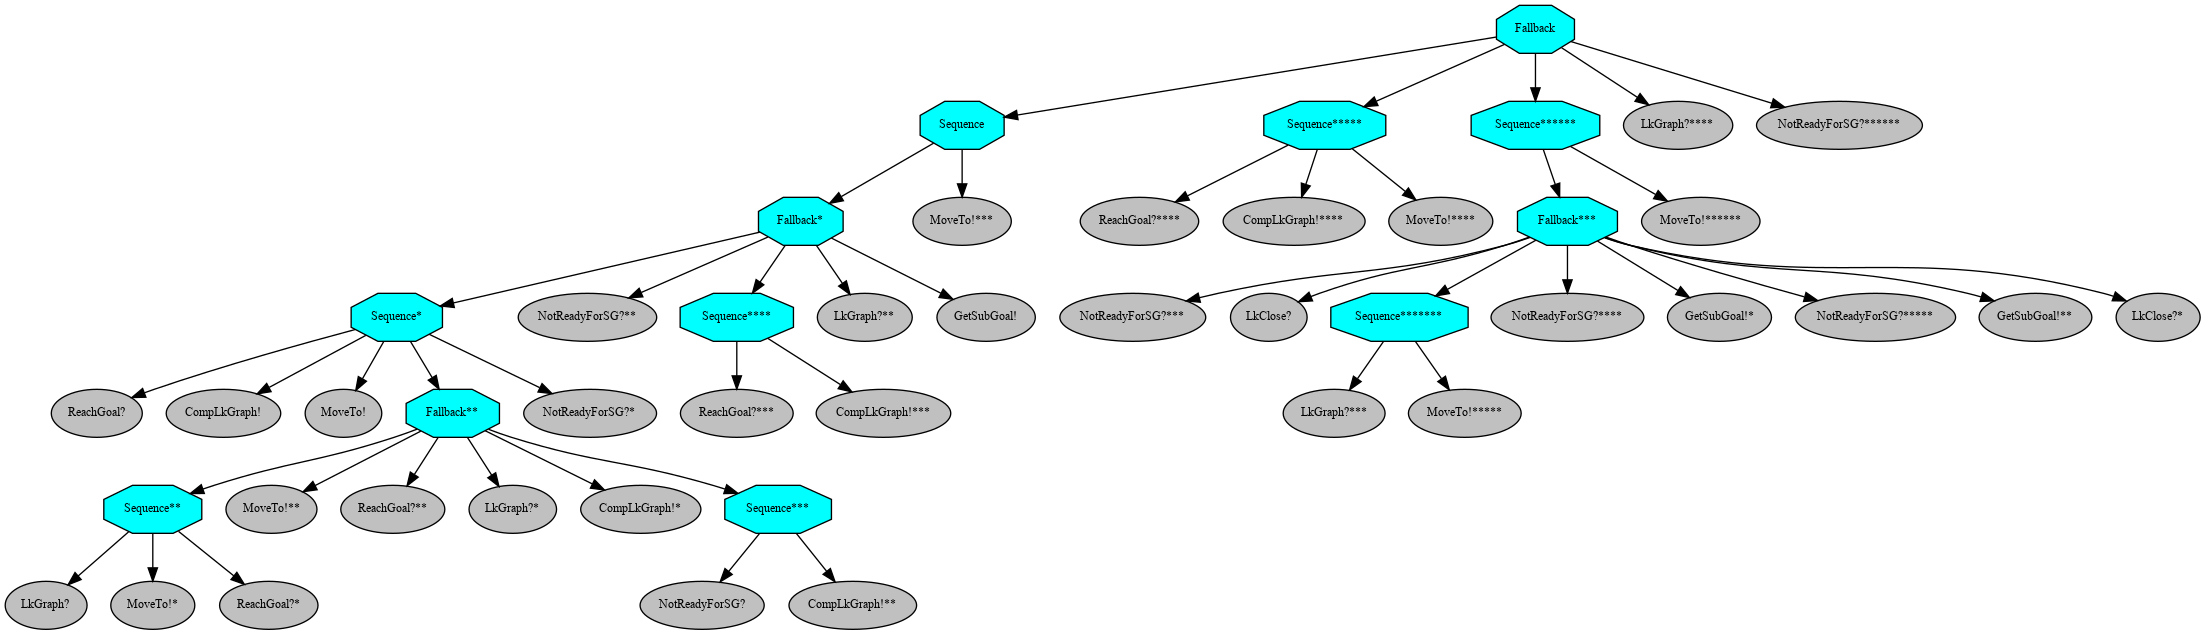 Fallback
Sequence
Sequence*****
Sequence******
LkGraph?****
NotReadyForSG?******
Fallback*
MoveTo!***
ReachGoal?****
CompLkGraph!****
MoveTo!****
Fallback***
MoveTo!******
Sequence*
NotReadyForSG?**
Sequence****
LkGraph?**
GetSubGoal!
NotReadyForSG?***
LkClose?
Sequence*******
NotReadyForSG?****
GetSubGoal!*
NotReadyForSG?*****
GetSubGoal!**
LkClose?*
ReachGoal?
CompLkGraph!
MoveTo!
Fallback**
NotReadyForSG?*
ReachGoal?***
CompLkGraph!***
LkGraph?***
MoveTo!*****
Sequence**
MoveTo!**
ReachGoal?**
LkGraph?*
CompLkGraph!*
Sequence***
LkGraph?
MoveTo!*
ReachGoal?*
NotReadyForSG?
CompLkGraph!**